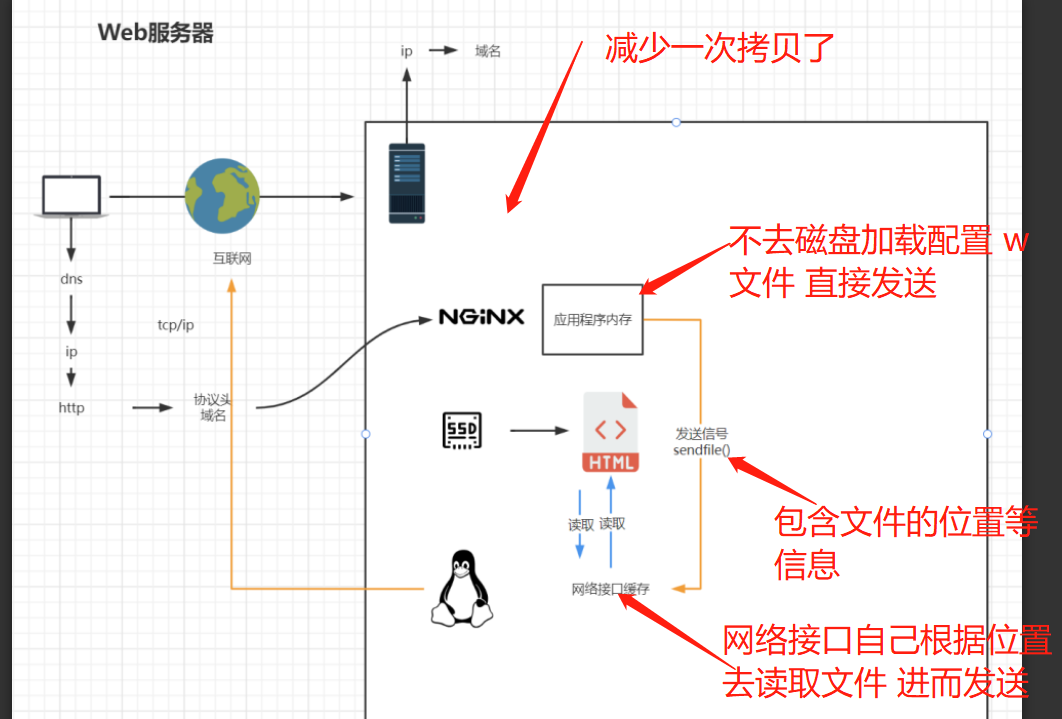 Web服务器
ip
域名
减少一次拷贝了
互联网
dns
tcp/ip
ip
http
协议头
域名
NGINX
应用程序内存
不去磁盘加载配置 w
文件 直接发送
SSD
HTML
发送信号
sendfile()
读取
读取
包含文件的位置等
信息
网络接口缓存
网络接口自己根据位置
去读取文件 进而发送